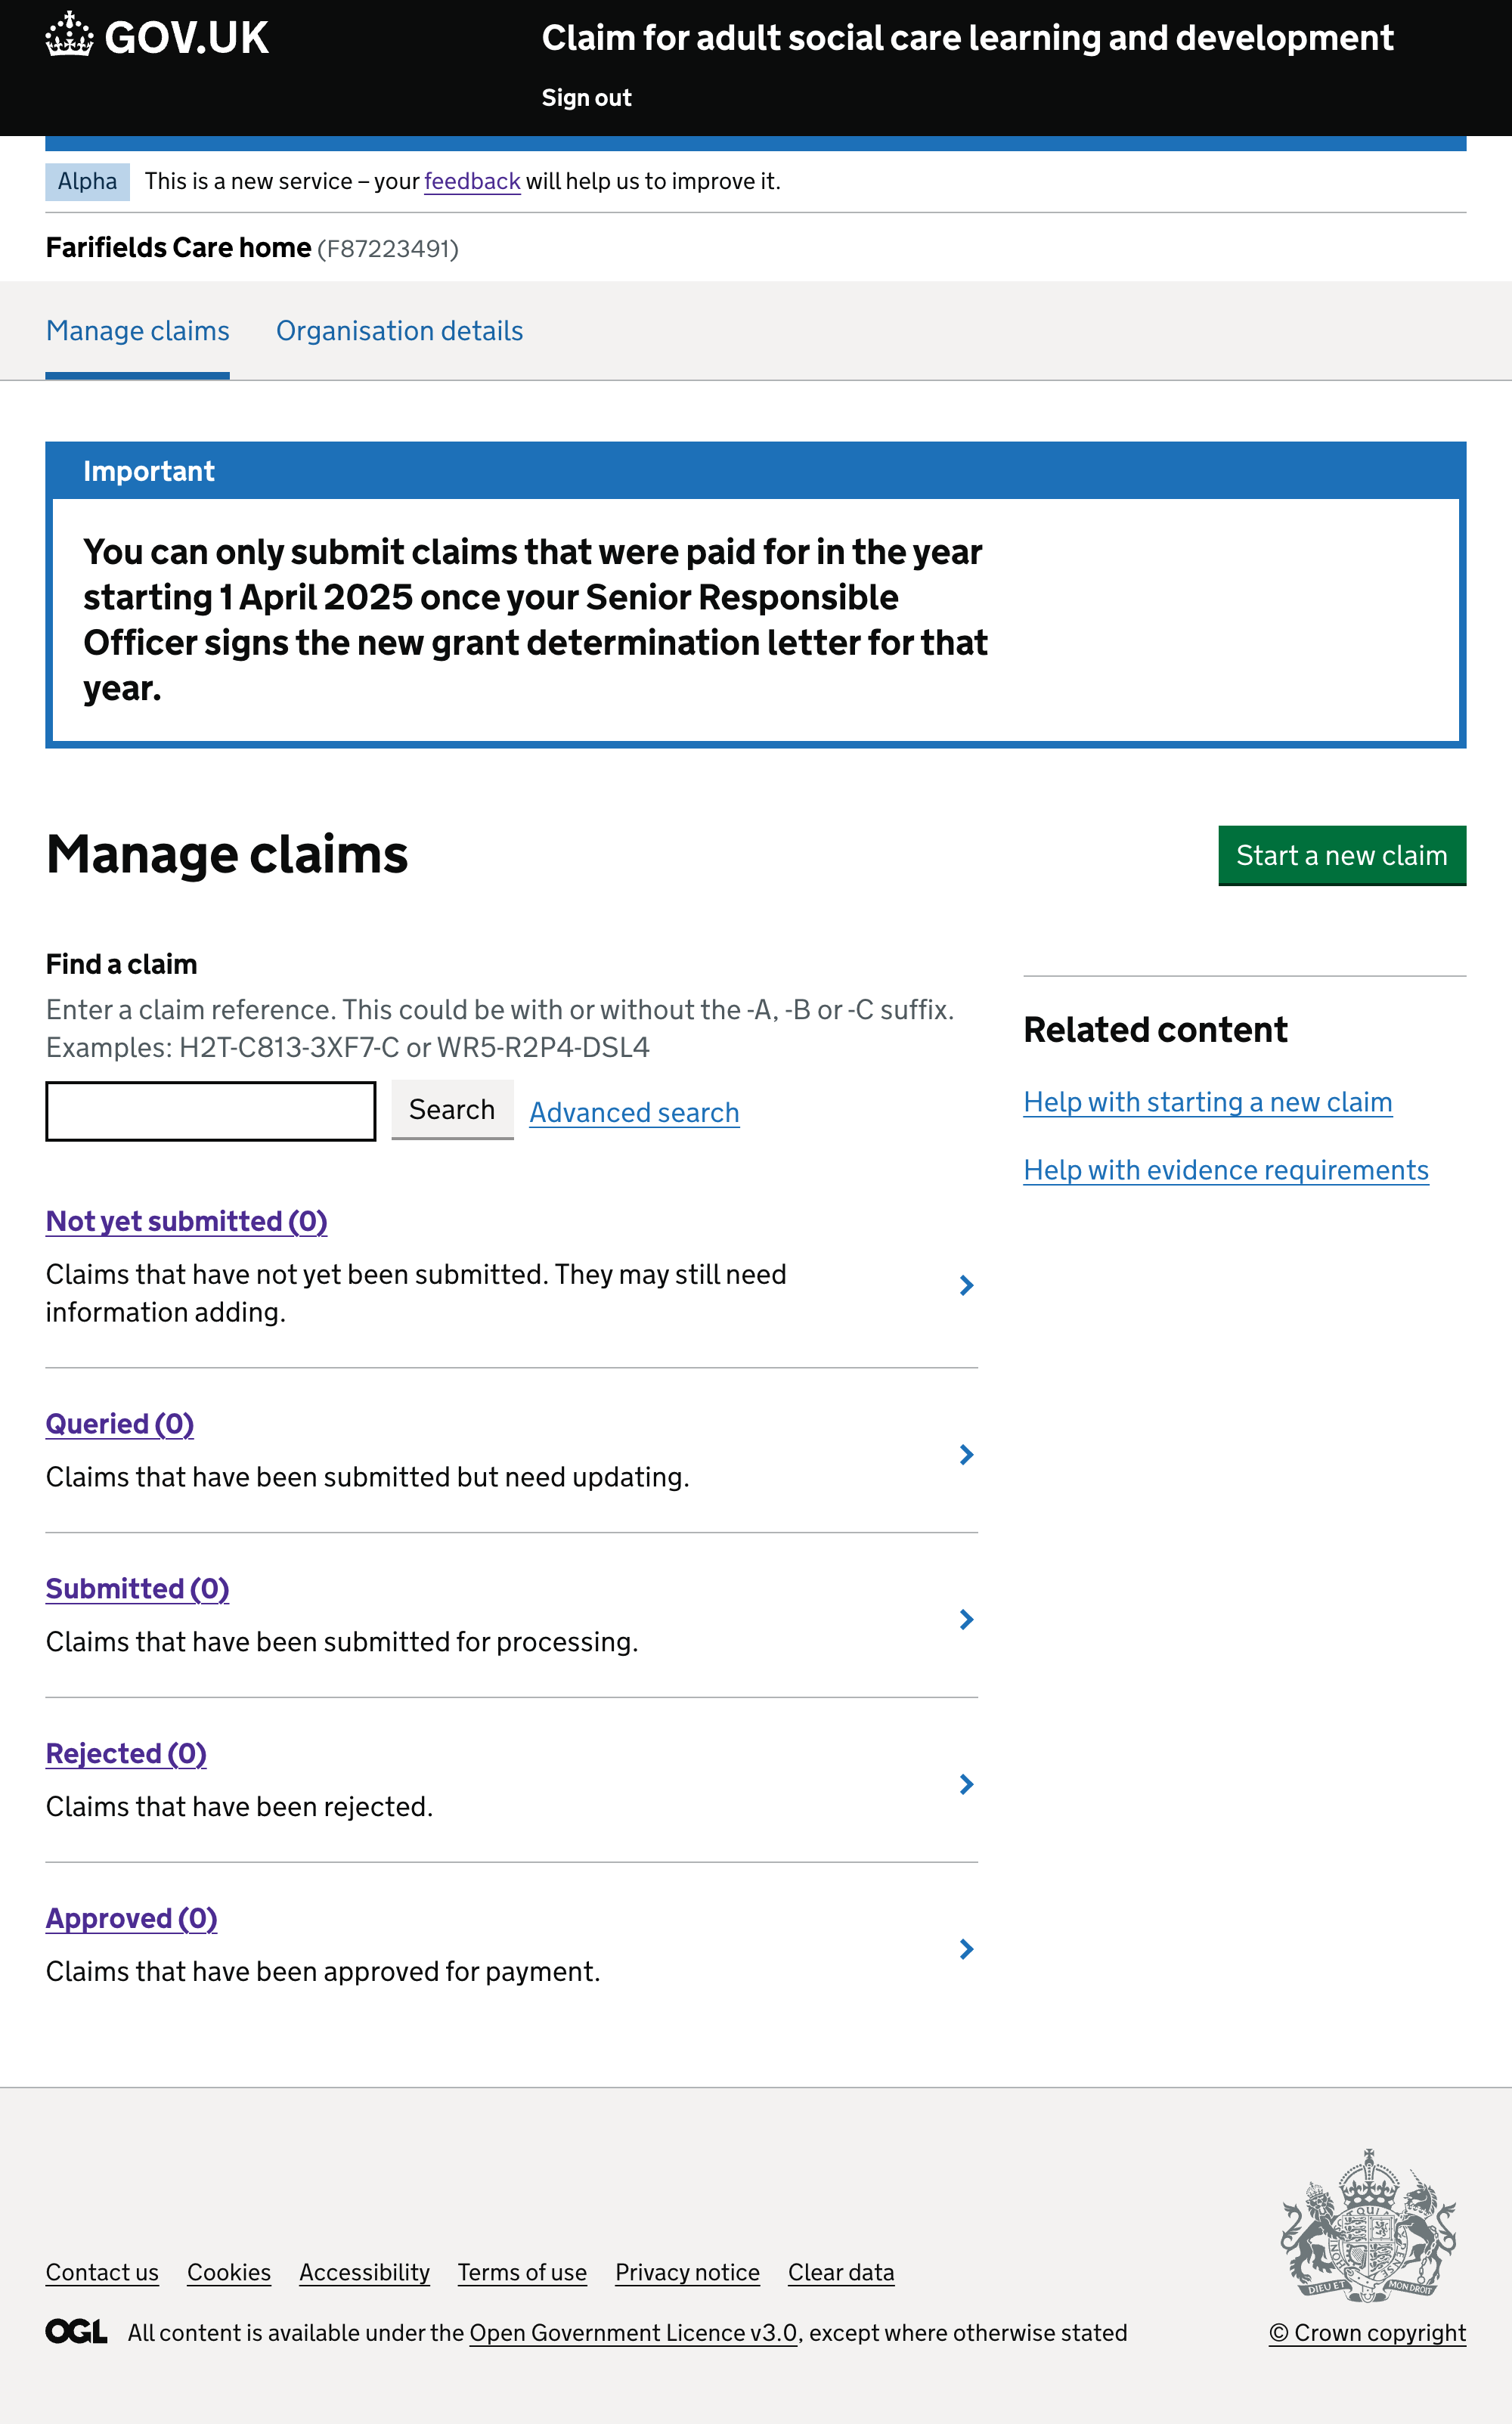 GOV.UK
Claim for adult social care learning and development
Sign out
Alpha
This is a new service – your feedback will help us to improve it.
Farifields Care home (F87223491)
Manage claims
Organisation details
Important
You can only submit claims that were paid for in the year
starting 1 April 2025 once your Senior Responsible
Officer signs the new grant determination letter for that
year.
Manage claims
Start a new claim
Find a claim
Enter a claim reference. This could be with or without the -A, -B or -C suffix.
Examples: H2T-C813-3XF7-C or WR5-R2P4-DSL4
Search
Advanced search
Related content
Help with starting a new claim
Help with evidence requirements
Not yet submitted (0)
Claims that have not yet been submitted. They may still need
information adding.
Queried (0)
Claims that have been submitted but need updating.
Submitted (0)
Claims that have been submitted for processing.
Rejected (0)
Claims that have been rejected.
Approved (0)
Claims that have been approved for payment.
DIEU ET MON DROIT
Contact us
Cookies
Accessibility
Terms of use
Privacy notice
Clear data
OGL
All content is available under the Open Government Licence v3.0, except where otherwise stated
© Crown copyright